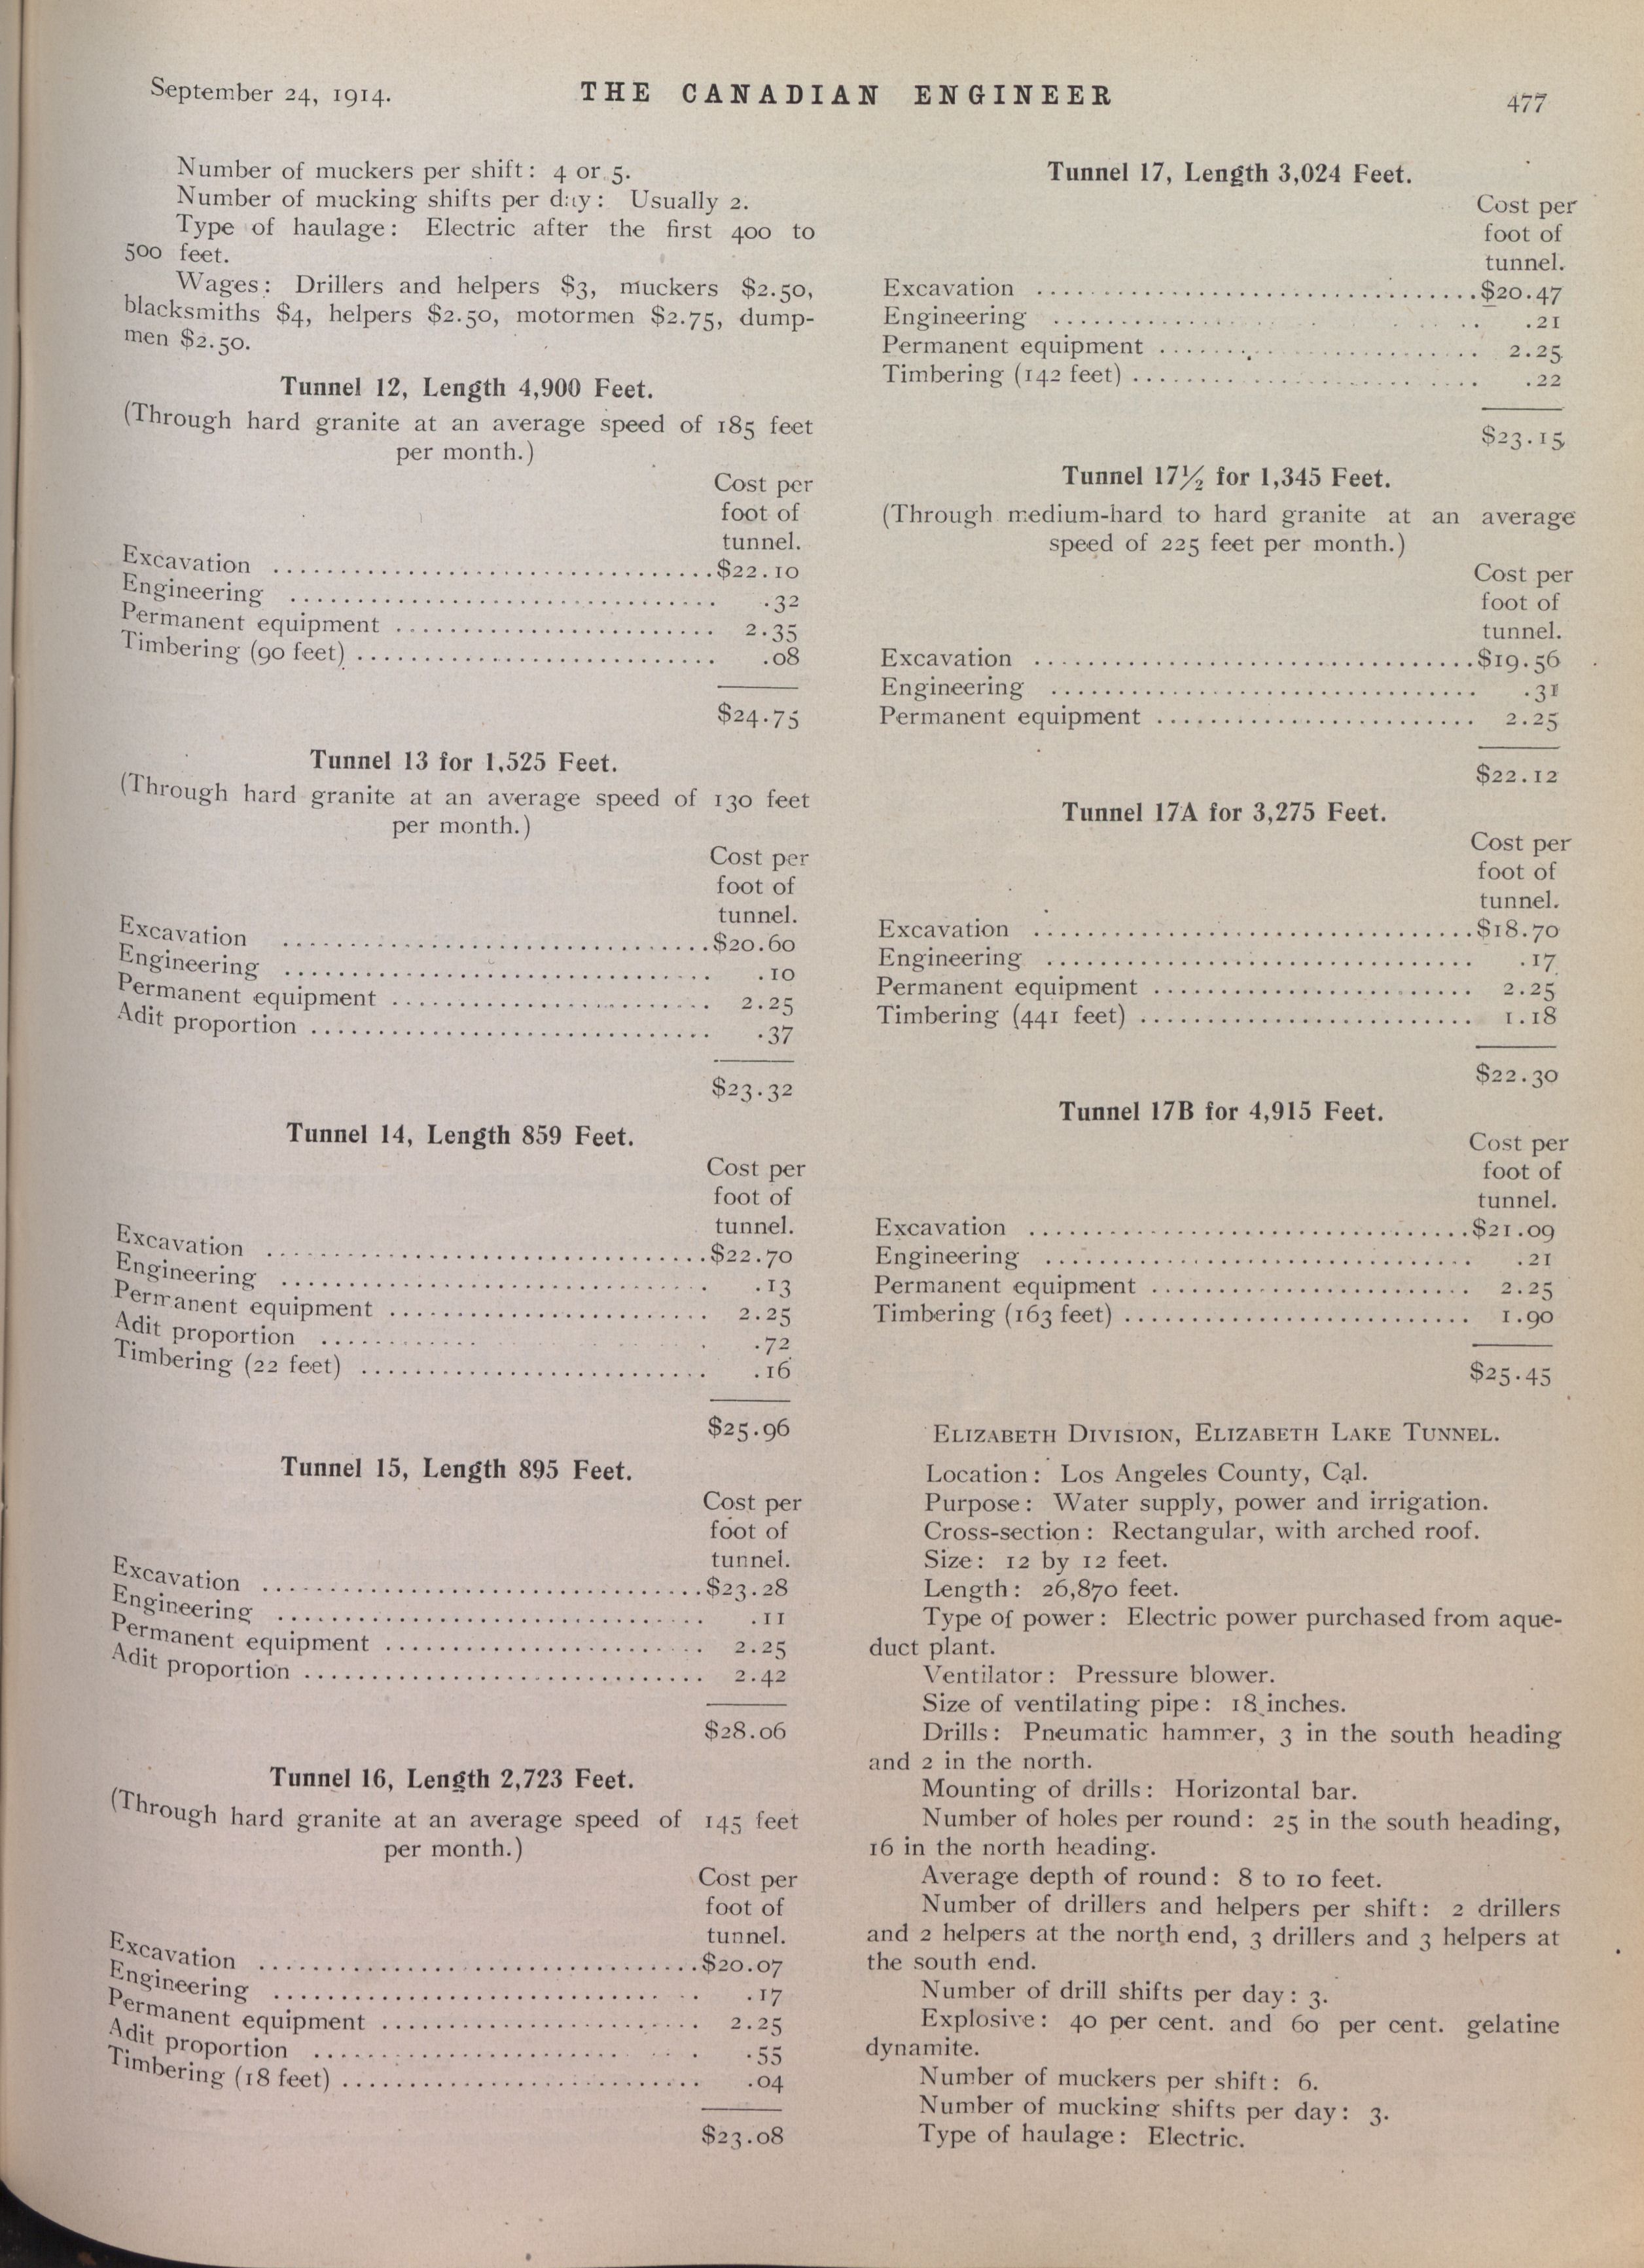 September 24, 1914.
THE CANADIAN ENGINEER
477
Number of muckers per shift: 4 or 5.
Number of mucking shifts per day: Usually 2.
Type of haulage: Electric after the first 400 to
500 feet.
Wages: Drillers and helpers $3, muckers $2.50,
blacksmiths $4, helpers $2.50, motormen $2.75, dump-
men $2.50.
Tunnel 12, Length 4,900 Feet.
(Through hard granite at an average speed of 185 feet
per month.)
Cost per
foot of
tunnel.
Excavation ................................$22.10
Engineering ................................ .32
Permanent equipment ........................ 2.35
Timbering (90 feet) ........................... .08
$24.75
Tunnel 13 for 1,525 Feet.
(Through hard granite at an average speed of 130 feet
per month.)
Cost per
foot of
tunnel.
Excavation ................................$20.60
Engineering ................................ .10
Permanent equipment ........................ 2.25
Adit proportion .............................. .37
$23.32
Tunnel 14, Length 859 Feet.
Cost per
foot of
tunnel.
Excavation ................................$22.70
Engineering ................................ .13
Permanent equipment ........................ 2.25
Adit proportion ............ .72
Timbering (22 feet) .......................... .16
$25.96
Tunnel 15, Length 895 Feet.
Cost per
foot of
tunnel.
Excavation ................................$23.28
Engineering ................................ .11
Permanent equipment ........................ 2.25
Adit proportion .............................. 2.42
$28.06
Tunnel 16, Length 2,723 Feet.
(Through hard granite at an average speed of 145 feet
per month.)
Cost per
foot of
tunnel.
Excavation ................................$20.07
Engineering ................................ .17
Permanent equipment ........................ 2.25
Adit proportion ............................. .55
Timbering (18 feet) ........................... .04
$23.08
Tunnel 17, Length 3,024 Feet.
Cost per
foot of
tunnel.
Excavation .................................$20.47
Engineering ................ .21
Permanent equipment ........................ 2.25
Timbering (142 feet) .......................... .22
$23.15
Tunnel 17½ for 1,345 Feet.
(Through medium-hard to hard granite at an average
speed of 225 feet per month.)
Cost per
foot of
tunnel.
Excavation .................................$19.56
Engineering ................................ .31
Permanent equipment ........................ 2.25
$22.12
Tunnel 17A for 3,275 Feet.
Cost per
foot of
tunnel.
Excavation .................................$18.70
Engineering ................................ .17
Permanent equipment ........................ 2.25
Timbering (441 feet) ......................... 1.18
$22.30
Tunnel 17B for 4,915 Feet.
Cost per
foot of
tunnel.
Excavation .................................$21.09
Engineering ................................ .21
Permanent equipment ........................ 2.25
Timbering (163 feet) .......................... 1.90
$25.45
ELIZABETH DIVISION, ELIZABETH LAKE TUNNEL.
Location: Los Angeles County, Cal.
Purpose: Water supply, power and irrigation.
Cross-section: Rectangular, with arched roof.
Size: 12 by 12 feet.
Length: 26,870 feet.
Type of power: Electric power purchased from aque-
duct plant.
Ventilator: Pressure blower.
Size of ventilating pipe: 18 inches.
Drills: Pneumatic hammer, 3 in the south heading
and 2 in the north.
Mounting of drills: Horizontal bar.
Number of holes per round: 25 in the south heading,
16 in the north heading.
Average depth of round: 8 to 10 feet.
Number of drillers and helpers per shift: 2 drillers
and 2 helpers at the north end, 3 drillers and 3 helpers at
the south end.
Number of drill shifts per day: 3.
Explosive: 40 per cent. and 60 per cent. gelatine
dynamite.
Number of muckers per shift: 6.
Number of mucking shifts per day: 3.
Type of haulage: Electric.